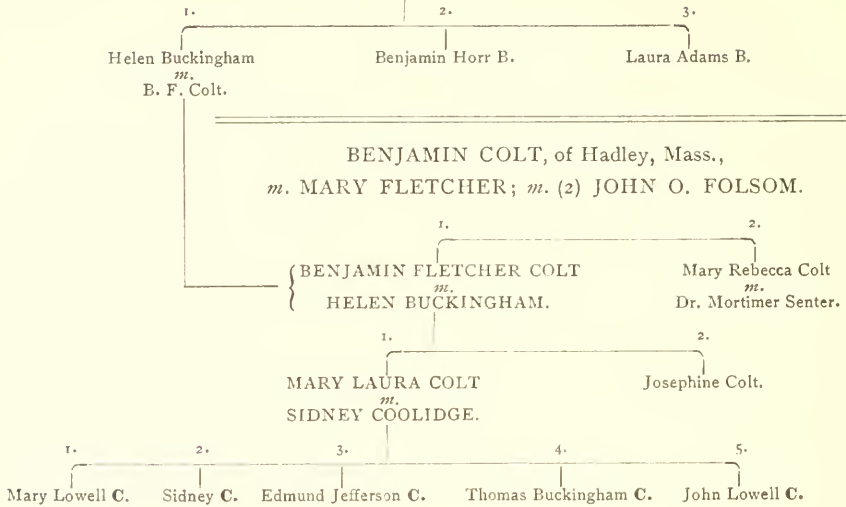 1. 2. 3.
Helen Buckingham Benjamin Horr B. Laura Adams B.
m.
B. F. Colt.
BENJAMIN COLT, of Hadley, Mass.,
m. MARY FLETCHER; m. (2) JOHN O. FOLSOM.
1. 2.
BENJAMIN FLETCHER COLT Mary Rebecca Colt
m. m.
HELEN BUCKINGHAM. Dr. Mortimer Senter.
1. 2.
MARY LAURA COLT Josephine Colt.
m.
SIDNEY COOLIDGE.
1. 2. 3. 4. 5.
Mary Lowell C. Sidney C. Edmund Jefferson C. Thomas Buckingham C. John Lowell C.